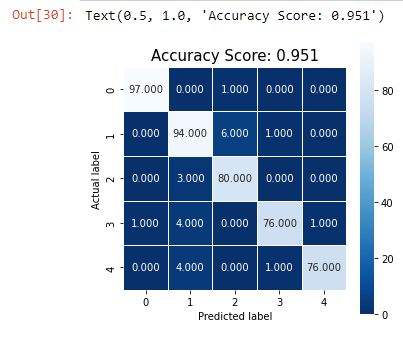 Out[30]: Text(0.5, 1.0, 'Accuracy Score: 0.951')
Accuracy Score: 0.951
0 97.000 0.000 1.000 0.000 0.000
1 0.000 94.000 6.000 1.000 0.000
2 0.000 3.000 80.000 0.000 0.000
3 1.000 4.000 0.000 76.000 1.000
4 0.000 4.000 0.000 1.000 76.000
0 1 2 3 4
Actual label
Predicted label
80
60
40
20
0